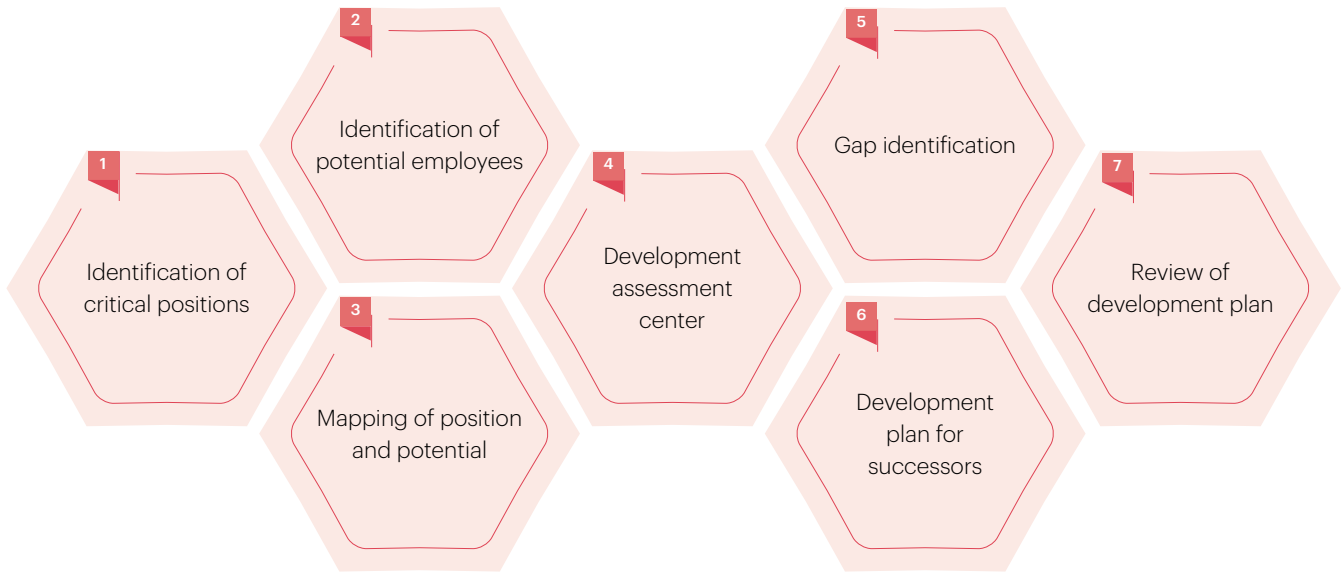 1
Identification of
critical positions
2
Identification of
potential employees
3
Mapping of position
and potential
4
Development
assessment
center
5
Gap identification
6
Development
plan for
successors
7
Review of
development plan